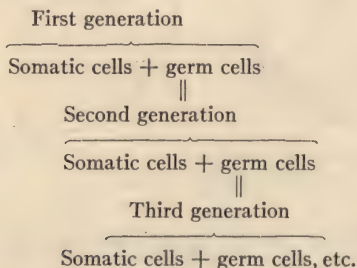 First generation
Somatic cells + germ cells
||
Second generation
Somatic cells + germ cells
||
Third generation
Somatic cells + germ cells, etc.